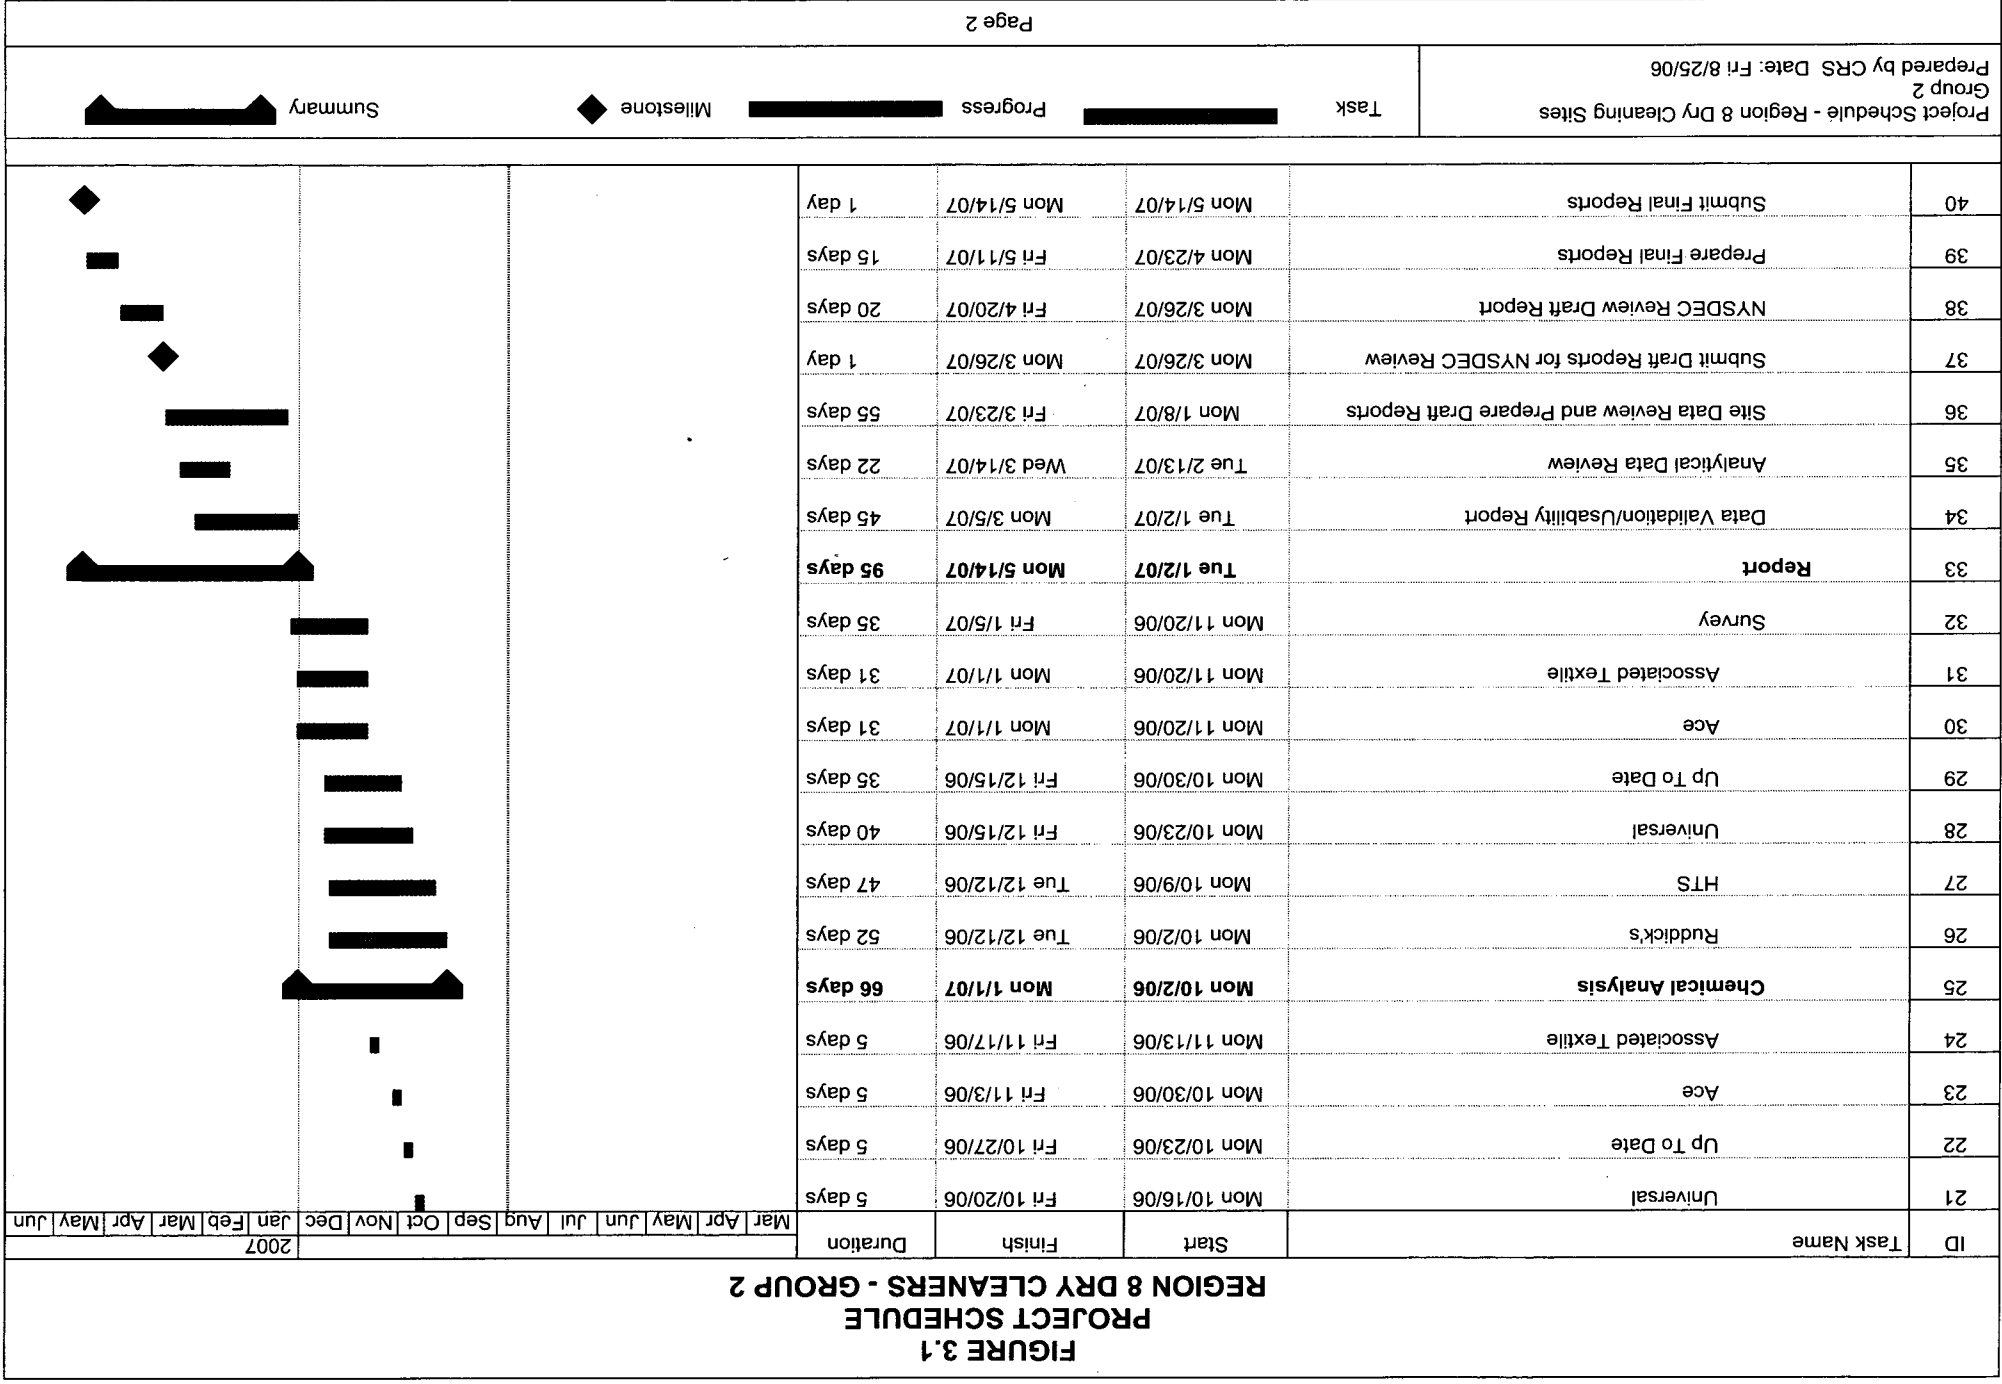 FIGURE 3.1
PROJECT SCHEDULE
REGION 8 DRY CLEANERS - GROUP 2
ID Task Name Start Finish Duration 2007
Mar Apr May Jun Jul Aug Sep Oct Nov Dec Jan Feb Mar Apr May Jun
21 Universal Mon 10/16/06 Fri 10/20/06 5 days
22 Up To Date Mon 10/23/06 Fri 10/27/06 5 days
23 Ace Mon 10/30/06 Fri 11/3/06 5 days
24 Associated Textile Mon 11/13/06 Fri 11/17/06 5 days
25 Chemical Analysis Mon 10/2/06 Mon 1/1/07 66 days
26 Ruddick's Mon 10/2/06 Tue 12/12/06 52 days
27 HTS Mon 10/9/06 Tue 12/12/06 47 days
28 Universal Mon 10/23/06 Fri 12/15/06 40 days
29 Up To Date Mon 10/30/06 Fri 12/15/06 35 days
30 Ace Mon 11/20/06 Mon 1/1/07 31 days
31 Associated Textile Mon 11/20/06 Mon 1/1/07 31 days
32 Survey Mon 11/20/06 Fri 1/5/07 35 days
33 Report Tue 1/2/07 Mon 5/14/07 95 days
34 Data Validation/Usability Report Tue 1/2/07 Mon 3/5/07 45 days
35 Analytical Data Review Tue 2/13/07 Wed 3/14/07 22 days
36 Site Data Review and Prepare Draft Reports Mon 1/8/07 Fri 3/23/07 55 days
37 Submit Draft Reports for NYSDEC Review Mon 3/26/07 Mon 3/26/07 1 day
38 NYSDEC Review Draft Report Mon 3/26/07 Fri 4/20/07 20 days
39 Prepare Final Reports Mon 4/23/07 Fri 5/11/07 15 days
40 Submit Final Reports Mon 5/14/07 Mon 5/14/07 1 day
Project Schedule - Region 8 Dry Cleaning Sites
Group 2
Prepared by CRS Date: Fri 8/25/06
Task Progress Milestone Summary
Page 2